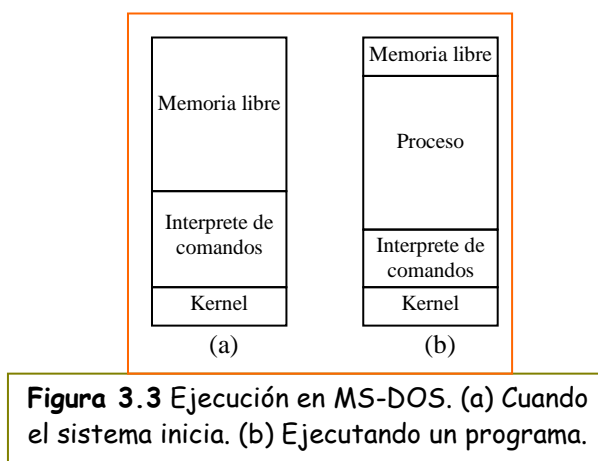 Memoria libre
Interprete de
comandos
Kernel
(a)
Memoria libre
Proceso
Interprete de
comandos
Kernel
(b)
Figura 3.3 Ejecución en MS-DOS. (a) Cuando
el sistema inicia. (b) Ejecutando un programa.